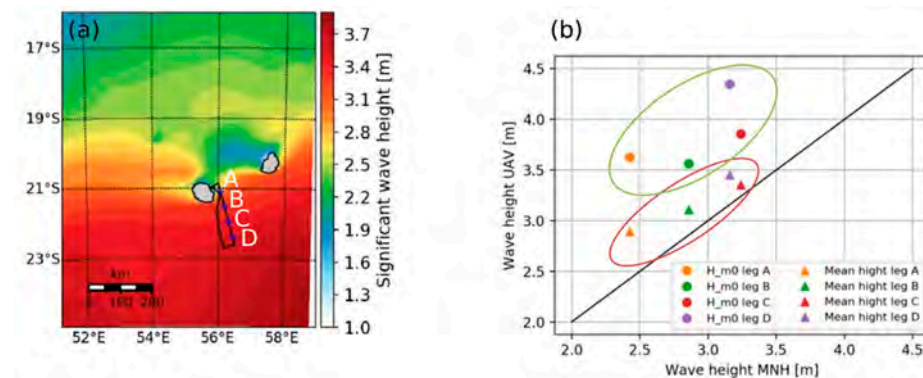 (a)
17°S
19°S
21°S
23°S
52°E
54°E
56°E
58°E
km
A
B
C
D
3.8
3.4
3.1
2.8
2.5
2.2
1.9
1.6
1.3
1.0
Significant wave height [m]
(b)
4.5
4.0
3.5
3.0
2.5
2.0
Wave height UAV [m]
2.0
2.5
3.0
3.5
4.0
4.5
Wave height MNH [m]
H_m0 leg A
H_m0 leg B
H_m0 leg C
H_m0 leg D
Mean hight leg A
Mean hight leg B
Mean hight leg C
Mean hight leg D